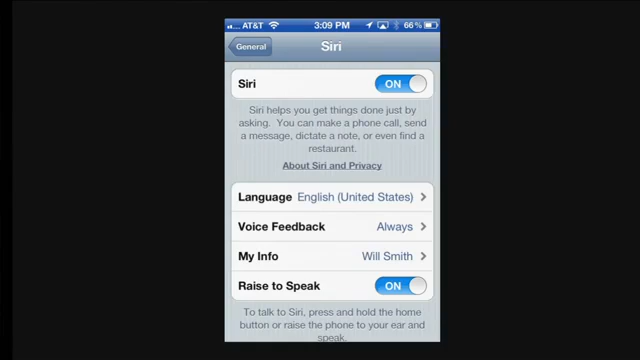 AT&T 3:09 PM 66%
General Siri
Siri ON
Siri helps you get things done just by
asking. You can make a phone call, send
a message, dictate a note, or even find a
restaurant.
About Siri and Privacy
Language English (United States)
Voice Feedback Always
My Info Will Smith
Raise to Speak ON
To talk to Siri, press and hold the home
button or raise the phone to your ear and
speak.